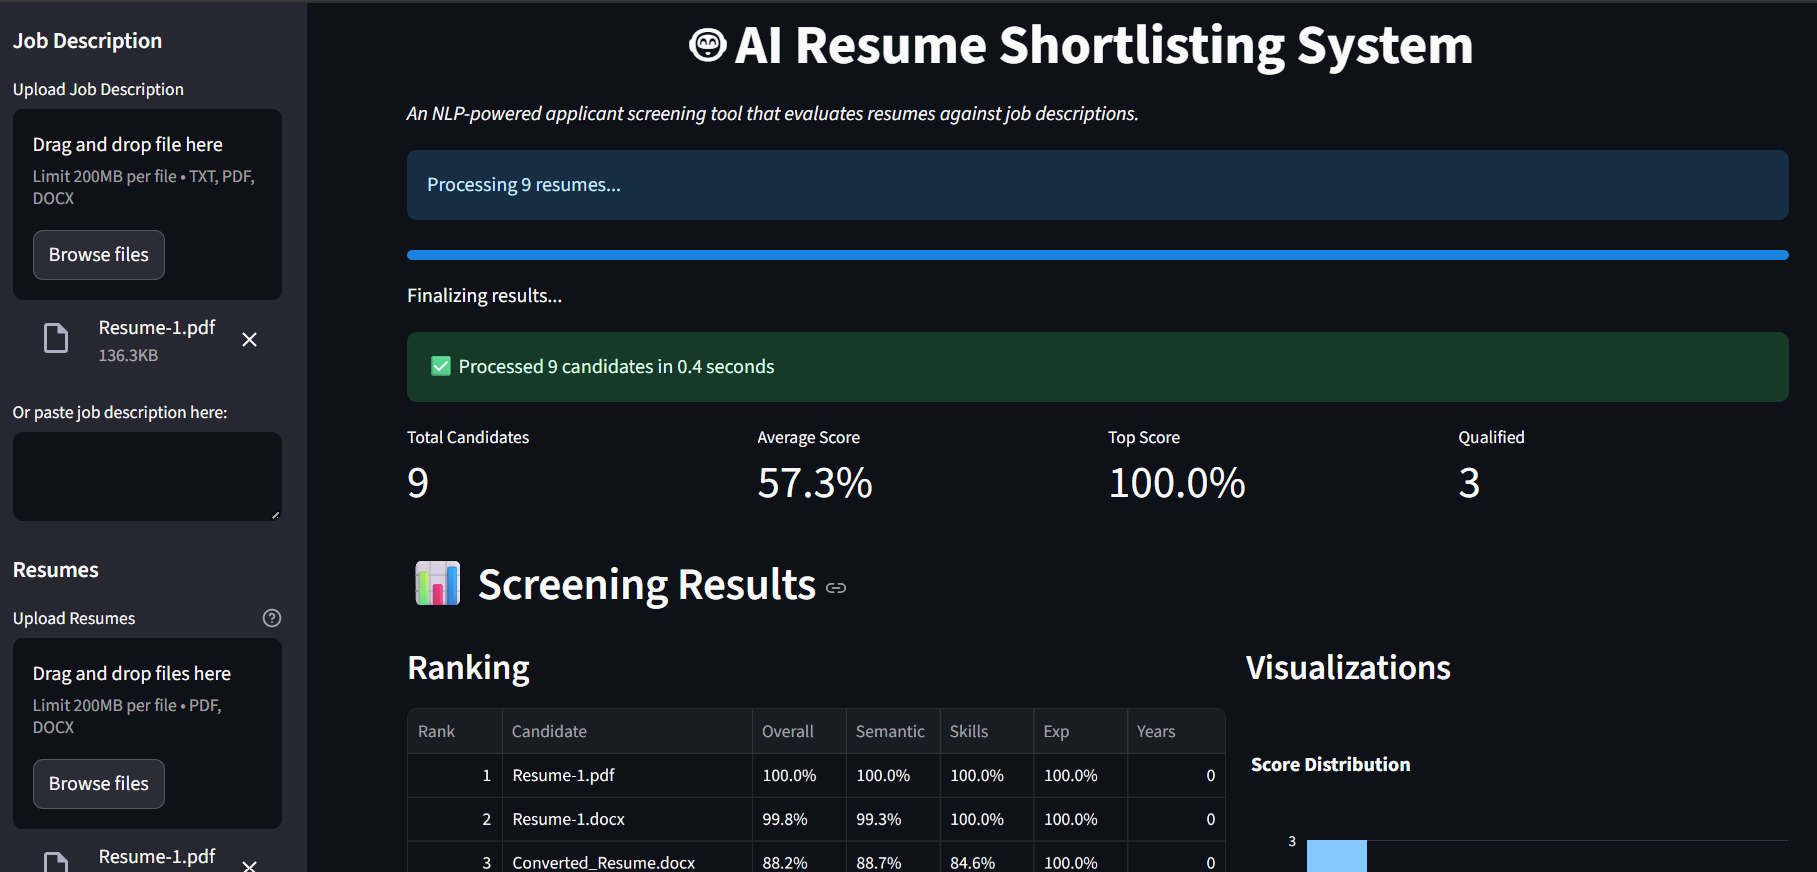 Job Description
Upload Job Description
Drag and drop file here
Limit 200MB per file • TXT, PDF,
DOCX
Browse files
Resume-1.pdf
136.3KB
Or paste job description here:
Resumes
Upload Resumes
Drag and drop files here
Limit 200MB per file • PDF,
DOCX
Browse files
Resume-1.pdf
AI Resume Shortlisting System
An NLP-powered applicant screening tool that evaluates resumes against job descriptions.
Processing 9 resumes...
Finalizing results...
Processed 9 candidates in 0.4 seconds
Total Candidates Average Score Top Score Qualified
9 57.3% 100.0% 3
Screening Results
Ranking
Rank Candidate Overall Semantic Skills Exp Years
1 Resume-1.pdf 100.0% 100.0% 100.0% 100.0% 0
2 Resume-1.docx 99.8% 99.3% 100.0% 100.0% 0
3 Converted_Resume.docx 88.2% 88.7% 84.6% 100.0% 0
Visualizations
Score Distribution
3